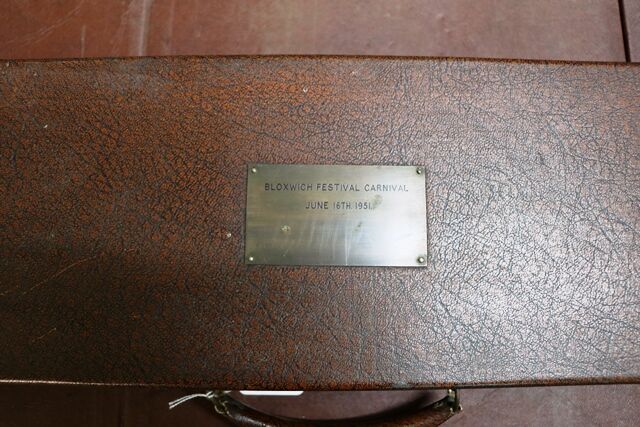 BLOXWICH FESTIVAL CARNIVAL
JUNE 16TH. 1951.